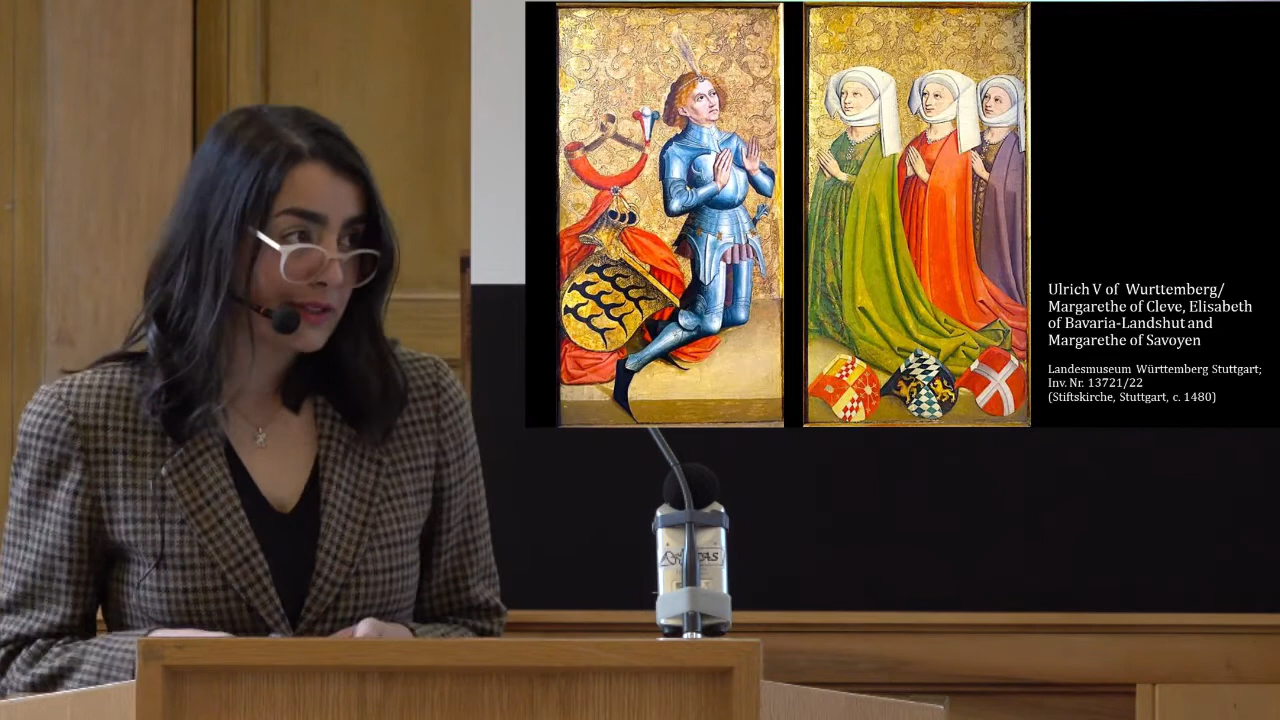 Ulrich V of Wurttemberg/
Margarethe of Cleve, Elisabeth
of Bavaria-Landshut and
Margarethe of Savoyen
Landesmuseum Württemberg Stuttgart;
Inv. Nr. 13721/22
(Stiftskirche, Stuttgart, c. 1480)